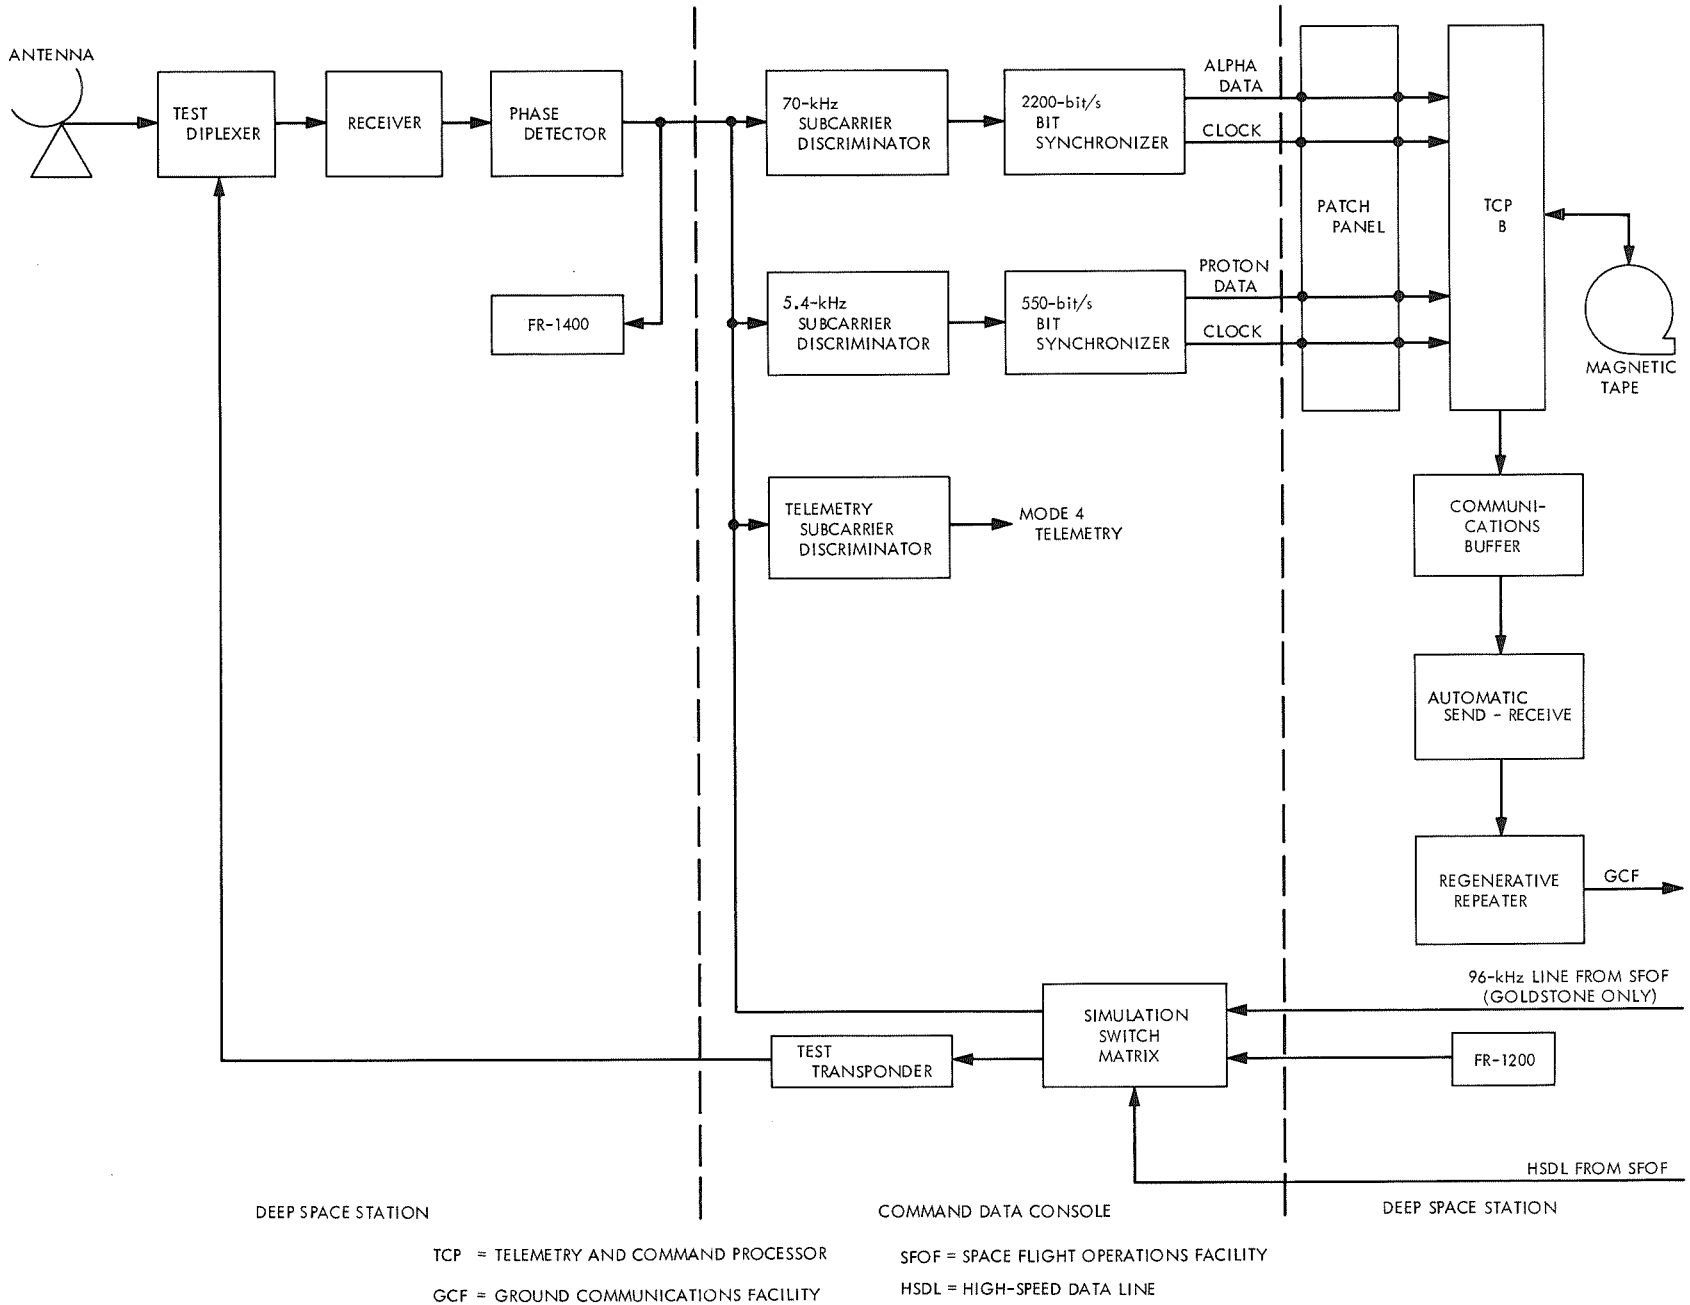 ANTENNA
TEST
DIPLEXER
RECEIVER
PHASE
DETECTOR
FR-1400
70-kHz
SUBCARRIER
DISCRIMINATOR
2200-bit/s
BIT
SYNCHRONIZER
ALPHA
DATA
CLOCK
5.4-kHz
SUBCARRIER
DISCRIMINATOR
550-bit/s
BIT
SYNCHRONIZER
PROTON
DATA
CLOCK
PATCH
PANEL
TCP
B
MAGNETIC
TAPE
TELEMETRY
SUBCARRIER
DISCRIMINATOR
MODE 4
TELEMETRY
COMMUNI-
CATIONS
BUFFER
AUTOMATIC
SEND - RECEIVE
REGENERATIVE
REPEATER
GCF
96-kHz LINE FROM SFOF
(GOLDSTONE ONLY)
SIMULATION
SWITCH
MATRIX
TEST
TRANSPONDER
FR-1200
HSDL FROM SFOF
DEEP SPACE STATION
COMMAND DATA CONSOLE
DEEP SPACE STATION
TCP = TELEMETRY AND COMMAND PROCESSOR
SFOF = SPACE FLIGHT OPERATIONS FACILITY
GCF = GROUND COMMUNICATIONS FACILITY
HSDL = HIGH-SPEED DATA LINE